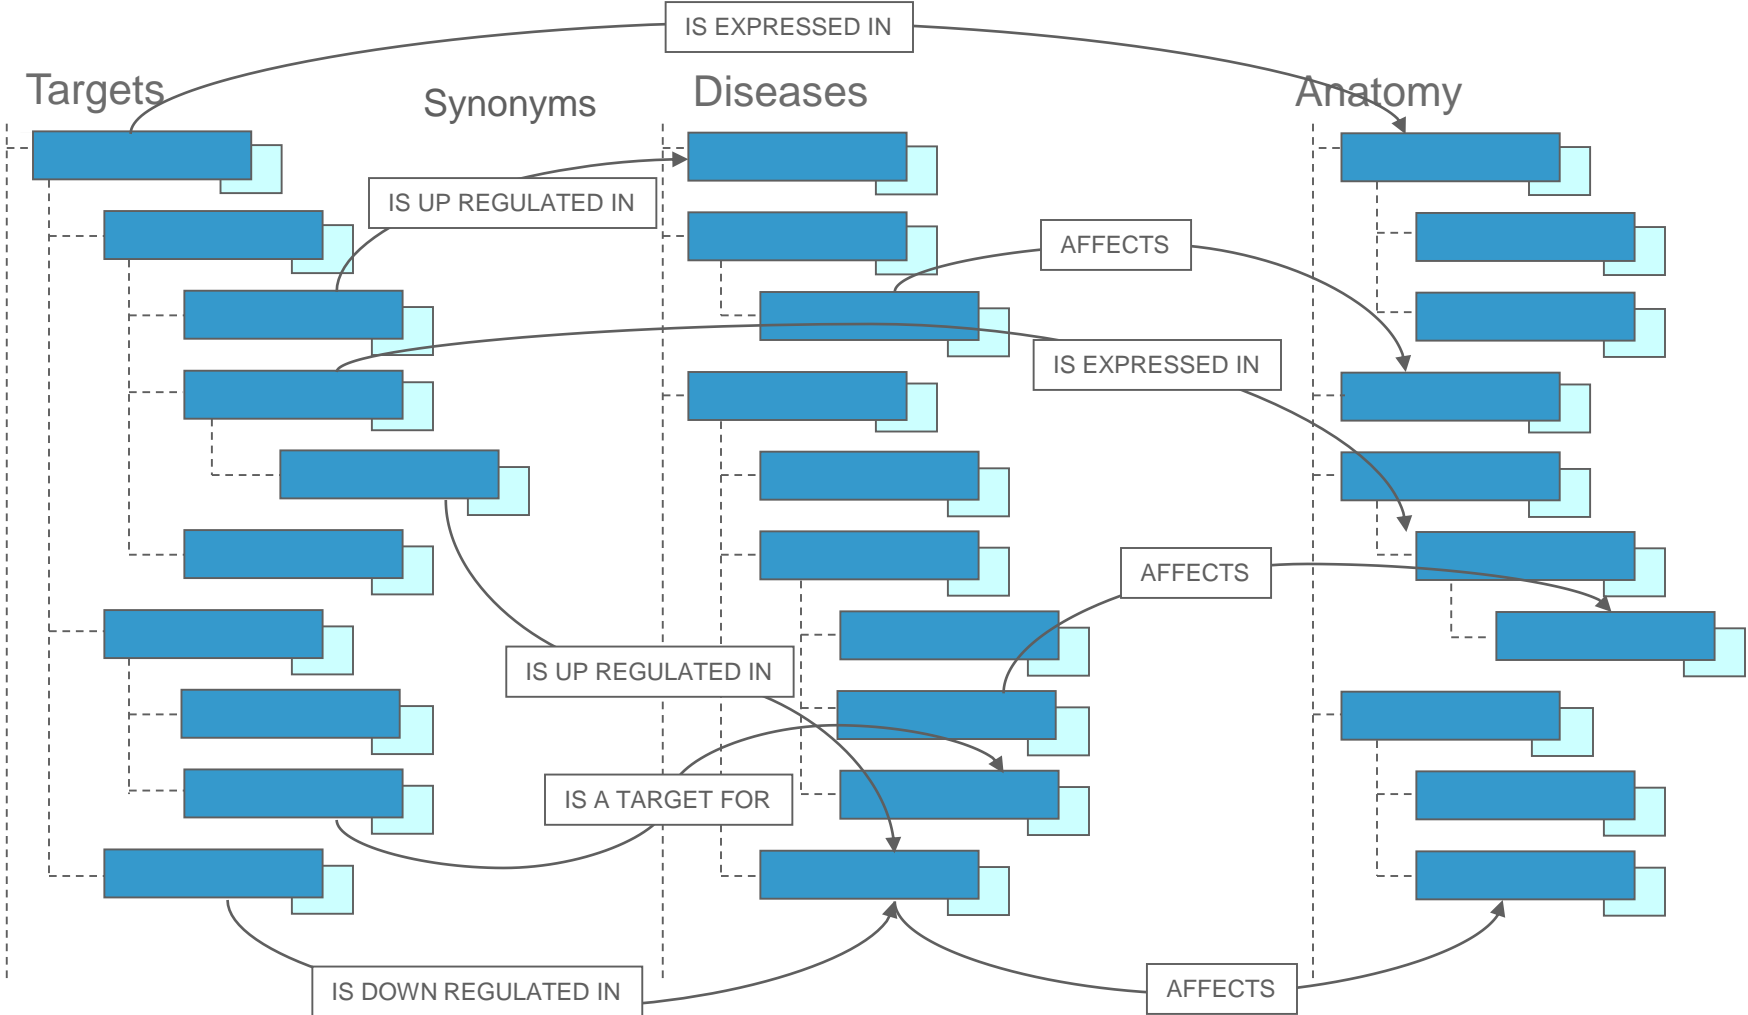 IS EXPRESSED IN
Targets
Synonyms
Diseases
Anatomy
IS UP REGULATED IN
AFFECTS
IS EXPRESSED IN
AFFECTS
IS UP REGULATED IN
IS A TARGET FOR
IS DOWN REGULATED IN
AFFECTS